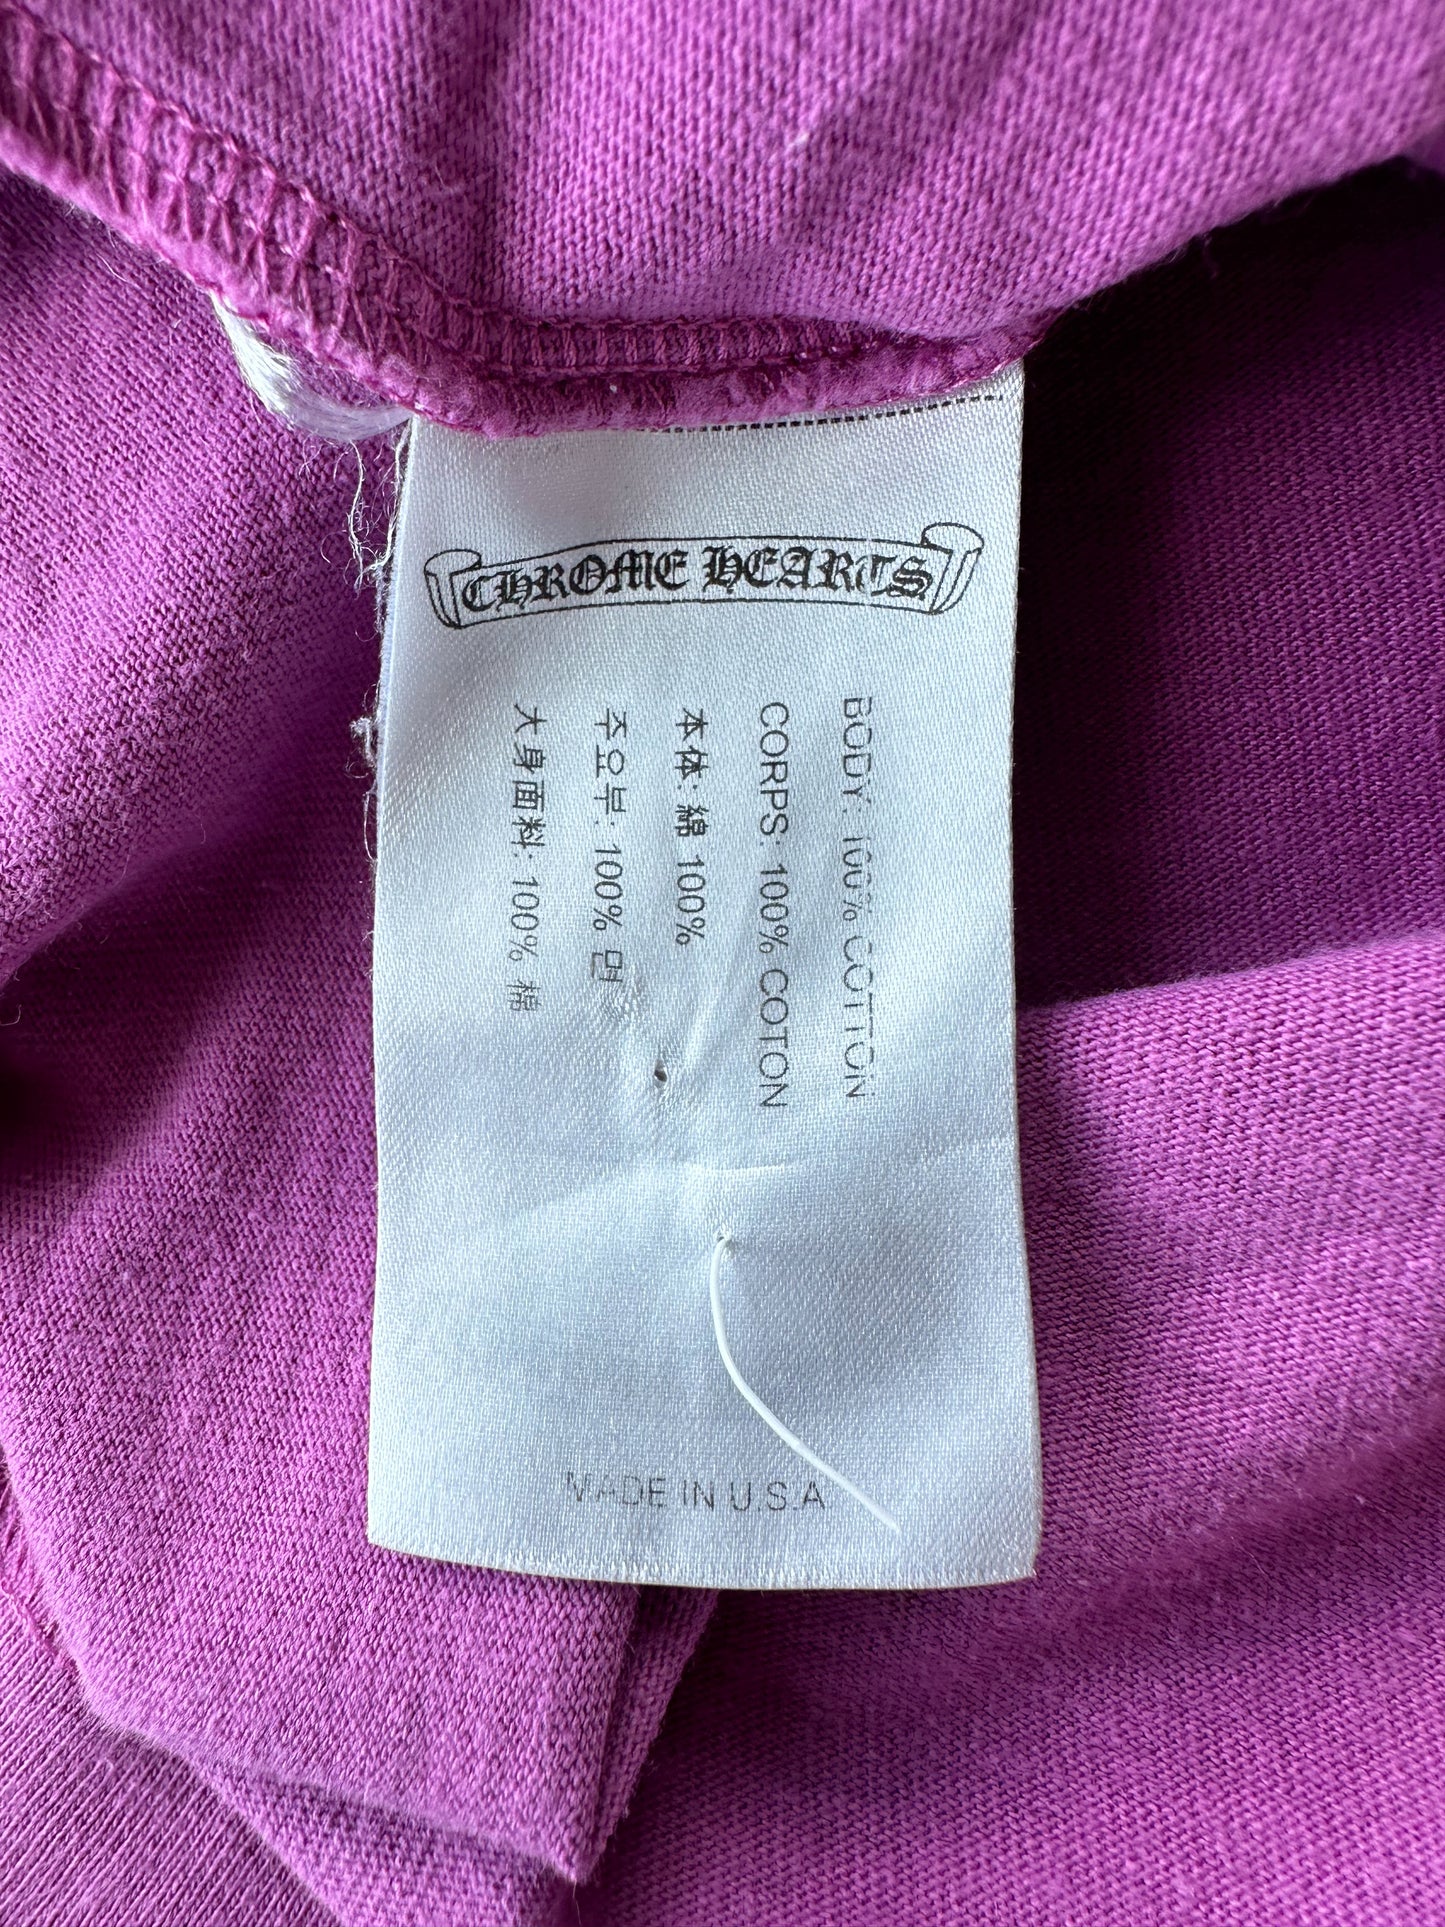 CHROME HEARTS
BODY: 100% COTTON
CORPS: 100% COTON
本体: 綿 100%
주요부: 100% 면
大身面料: 100% 棉
MADE IN U.S.A